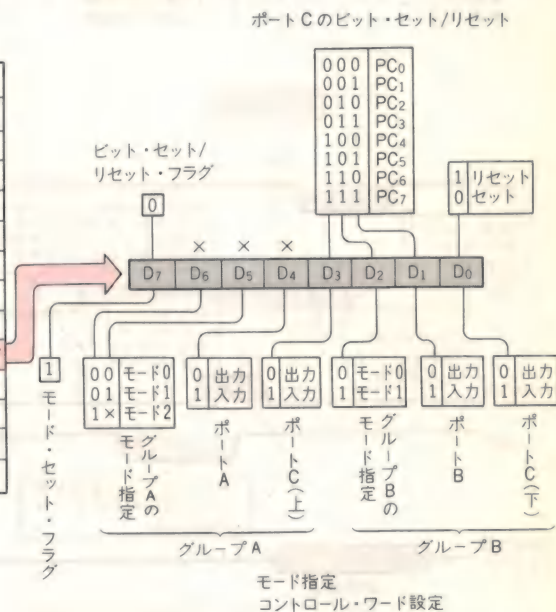 ポートCのビット・セット/リセット
000 PC₀
001 PC₁
010 PC₂
011 PC₃
100 PC₄
101 PC₅
110 PC₆
111 PC₇
ビット・セット/
リセット・フラグ
0
1 リセット
0 セット
× × ×
D₇ D₆ D₅ D₄ D₃ D₂ D₁ D₀
1
モード・セット・フラグ
00 モード0
01 モード1
1× モード2
グループAの
モード指定
0 出力
1 入力
ポートA
0 出力
1 入力
ポートC(上)
0 モード0
1 モード1
グループBの
モード指定
0 出力
1 入力
ポートB
0 出力
1 入力
ポートC(下)
グループA
グループB
モード指定
コントロール・ワード設定